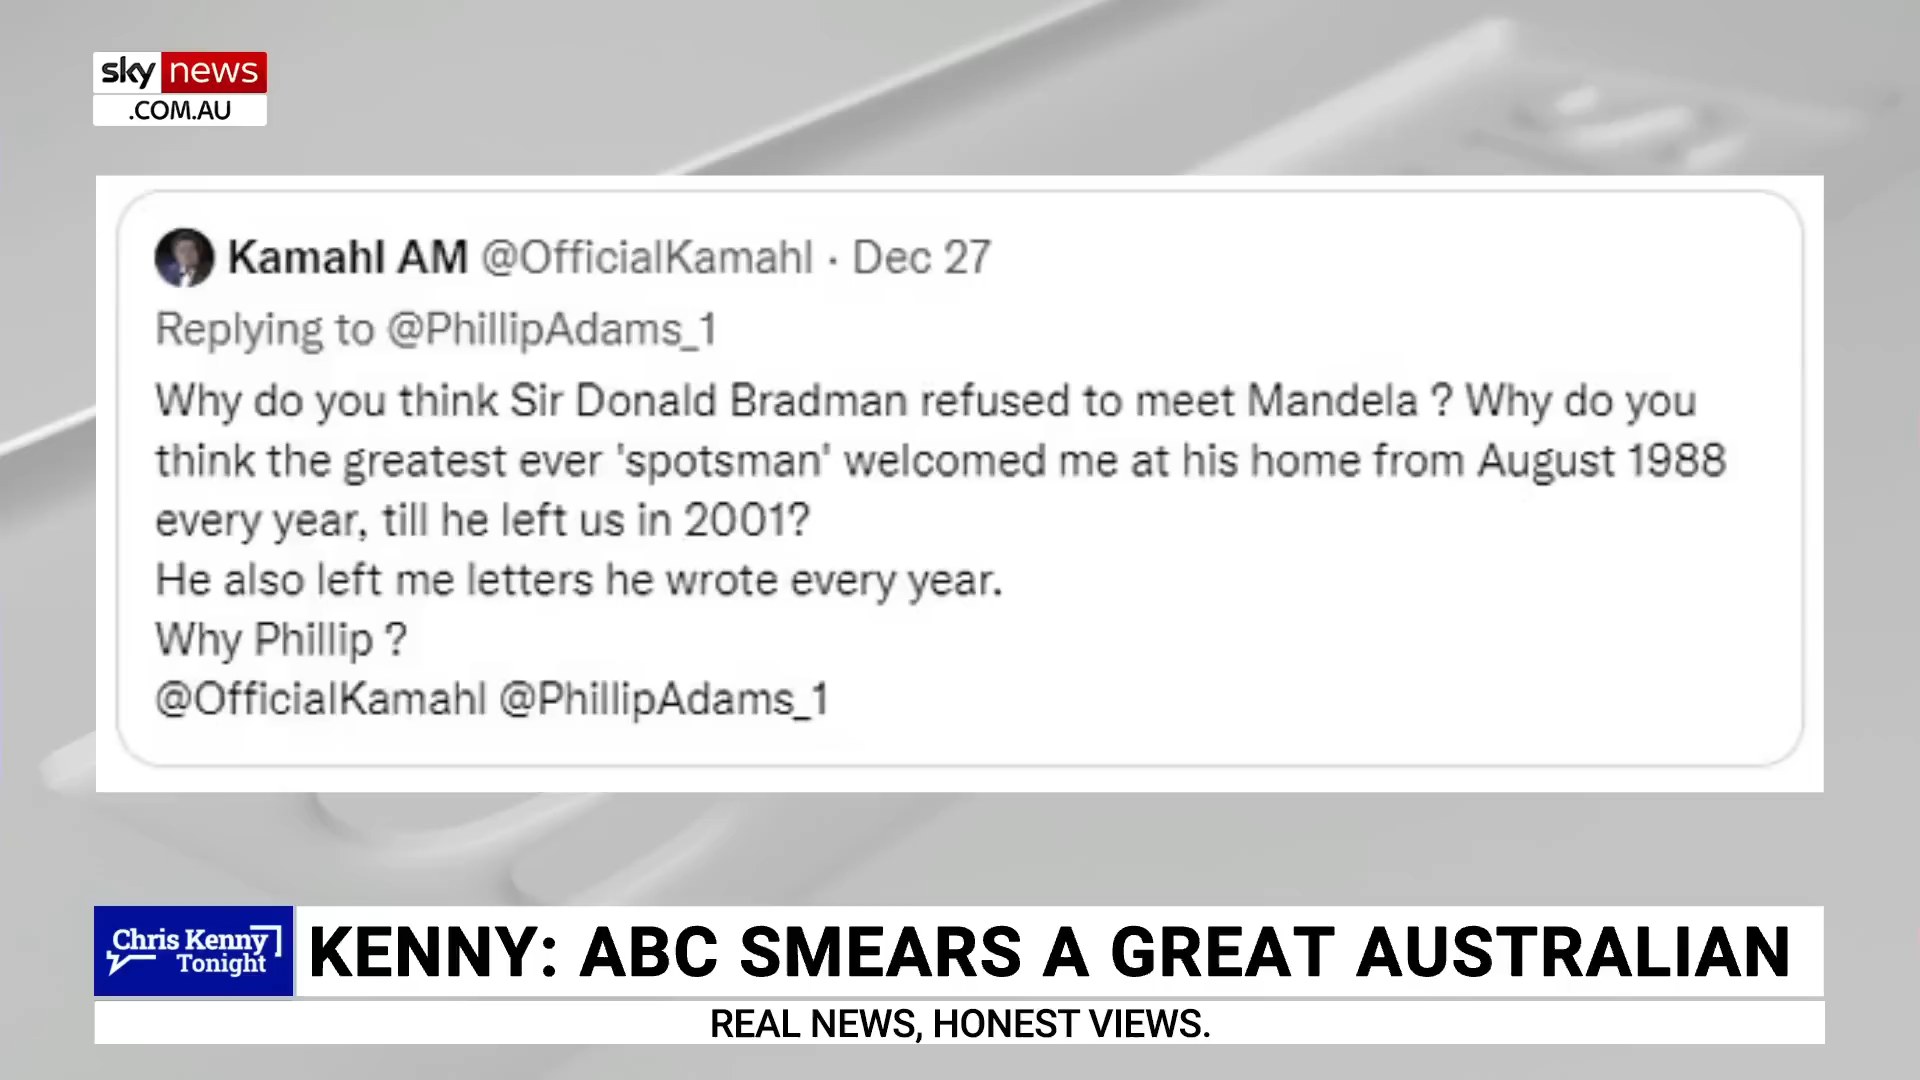 sky news
.COM.AU
Kamahl AM @OfficialKamahl · Dec 27
Replying to @PhillipAdams_1
Why do you think Sir Donald Bradman refused to meet Mandela ? Why do you
think the greatest ever 'spotsman' welcomed me at his home from August 1988
every year, till he left us in 2001?
He also left me letters he wrote every year.
Why Phillip ?
@OfficialKamahl @PhillipAdams_1
Chris Kenny
Tonight
KENNY: ABC SMEARS A GREAT AUSTRALIAN
REAL NEWS, HONEST VIEWS.